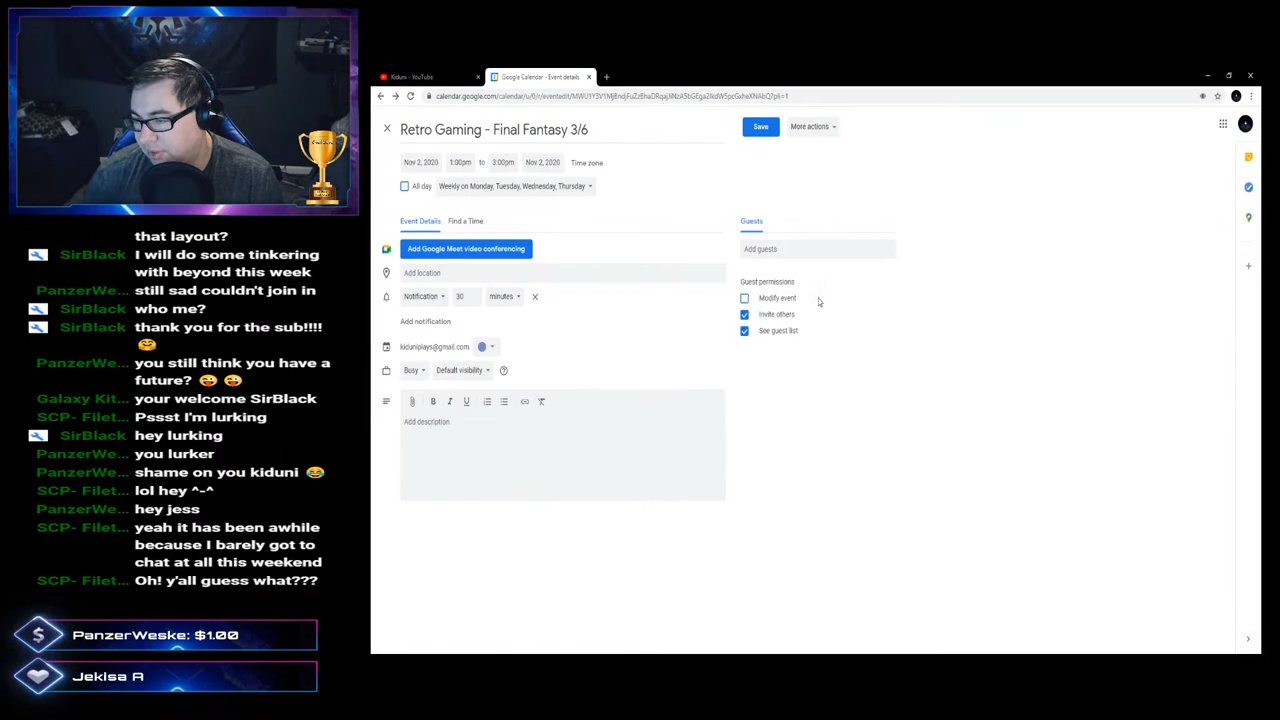 Kiduni - YouTube
Google Calendar - Event details
Retro Gaming - Final Fantasy 3/6
Save
More actions
Nov 2, 2020
1:00pm
to
3:00pm
Nov 2, 2020
Time zone
All day
Weekly on Monday, Tuesday, Wednesday, Thursday
Event Details
Find a Time
Guests
Add Google Meet video conferencing
Add guests
Add location
Guest permissions
Notification
30
minutes
Modify event
Invite others
Add notification
See guest list
kiduniplays@gmail.com
Busy
Default visibility
Add description
that layout?
SirBlack I will do some tinkering
with beyond this week
PanzerWe... still sad couldn't join in
SirBlack who me?
SirBlack thank you for the sub!!!!
PanzerWe... you still think you have a
future?
Galaxy Kit... your welcome SirBlack
SCP- Filet... Pssst I'm lurking
SirBlack hey lurking
PanzerWe... you lurker
PanzerWe... shame on you kiduni
SCP- Filet... lol hey ^-^
PanzerWe... hey jess
SCP- Filet... yeah it has been awhile
because I barely got to
chat at all this weekend
SCP- Filet... Oh! y'all guess what???
PanzerWeske: $1.00
Jekisa A